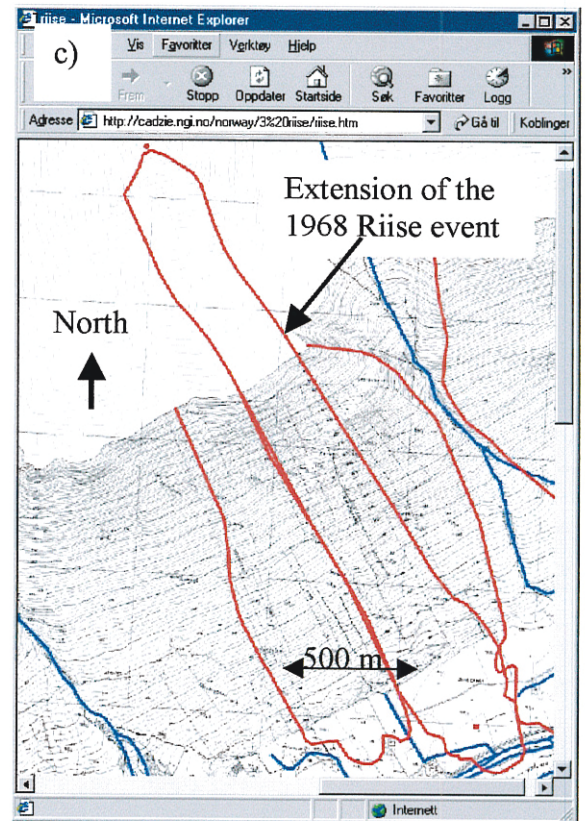 riise - Microsoft Internet Explorer
c)
Vis Favoritter Verktøy Hjelp
Fram Stopp Oppdater Startside Søk Favoritter Logg
Adresse http://cadzie.ngi.no/norway/3%20riise/riise.htm Gå til Koblinger
Extension of the
1968 Riise event
North
500 m
Internett